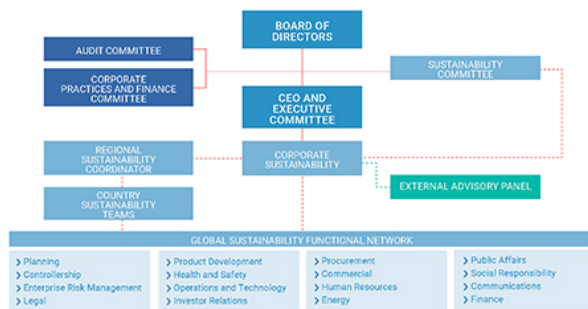 BOARD OF
DIRECTORS
AUDIT COMMITTEE
SUSTAINABILITY
COMMITTEE
CORPORATE
PRACTICES AND FINANCE
COMMITTEE
CEO AND
EXECUTIVE
COMMITTEE
REGIONAL
SUSTAINABILITY
COORDINATOR
CORPORATE
SUSTAINABILITY
EXTERNAL ADVISORY PANEL
COUNTRY
SUSTAINABILITY
TEAMS
GLOBAL SUSTAINABILITY FUNCTIONAL NETWORK
Planning
Controllership
Enterprise Risk Management
Legal
Product Development
Health and Safety
Operations and Technology
Investor Relations
Procurement
Commercial
Human Resources
Energy
Public Affairs
Social Responsibility
Communications
Finance